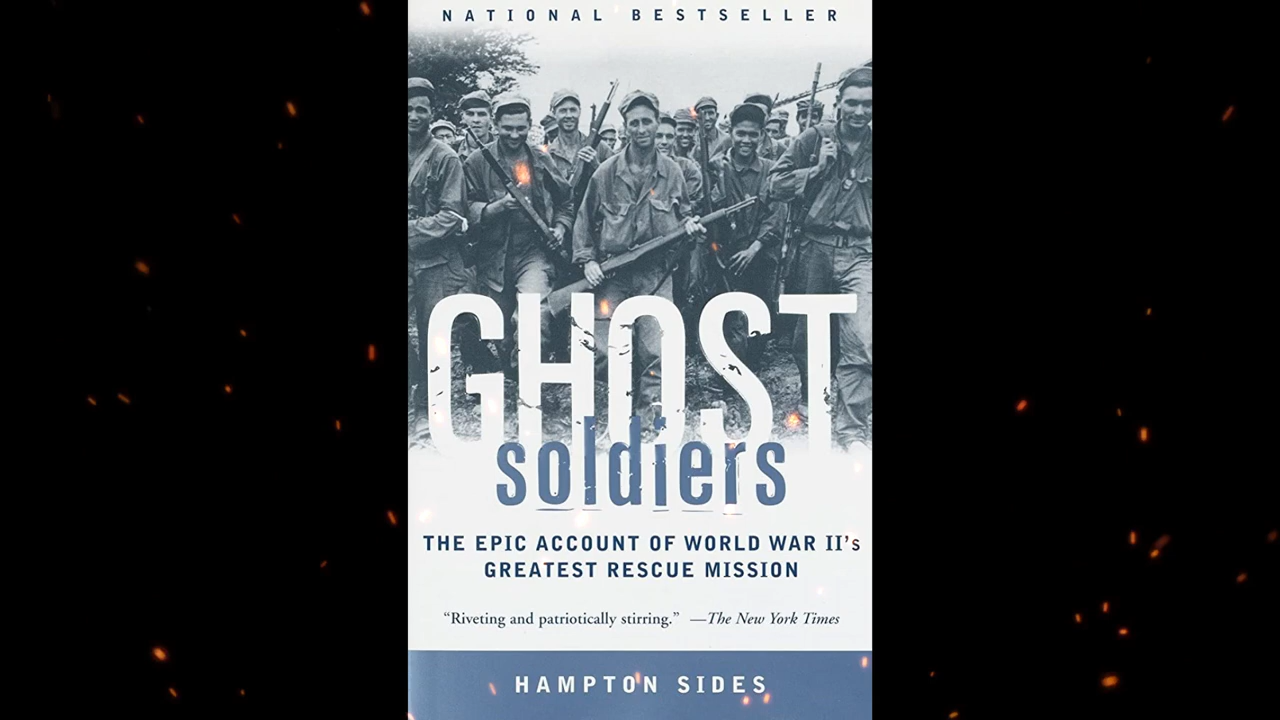 NATIONAL BESTSELLER
GHOST
soldiers
THE EPIC ACCOUNT OF WORLD WAR II's
GREATEST RESCUE MISSION
“Riveting and patriotically stirring.” —The New York Times
HAMPTON SIDES